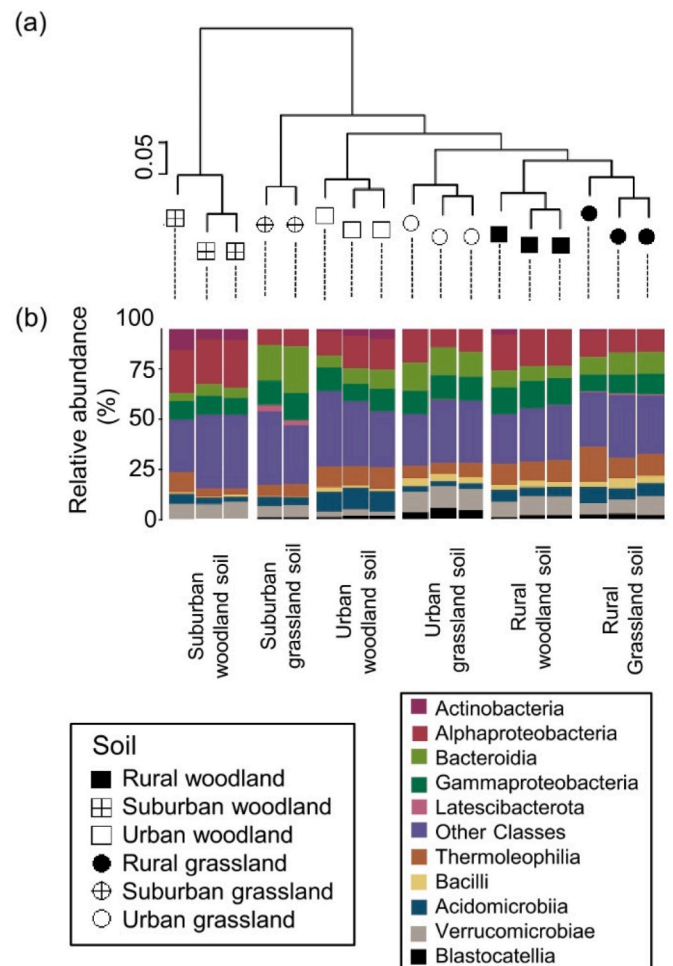 (a)
0.05
(b)
100
75
50
25
0
Relative abundance
(%)
Suburban
woodland soil
Suburban
grassland soil
Urban
woodland soil
Urban
grassland soil
Rural
woodland soil
Rural
Grassland soil
Soil
Rural woodland
Suburban woodland
Urban woodland
Rural grassland
Suburban grassland
Urban grassland
Actinobacteria
Alphaproteobacteria
Bacteroidia
Gammaproteobacteria
Latescibacterota
Other Classes
Thermoleophilia
Bacilli
Acidomicrobiia
Verrucomicrobiae
Blastocatellia